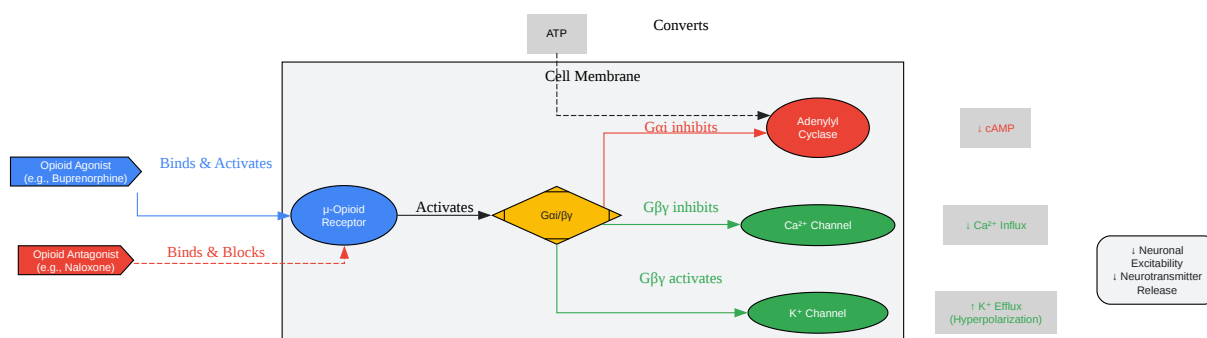 ATP
Converts
Cell Membrane
Adenylyl
Cyclase
Gαi inhibits
↓ cAMP
Opioid Agonist
(e.g., Buprenorphine)
Binds & Activates
μ-Opioid
Receptor
Activates
Gαi/βγ
Gβγ inhibits
Ca²⁺ Channel
↓ Ca²⁺ Influx
Opioid Antagonist
(e.g., Naloxone)
Binds & Blocks
↓ Neuronal
Excitability
↓ Neurotransmitter
Release
Gβγ activates
K⁺ Channel
↑ K⁺ Efflux
(Hyperpolarization)